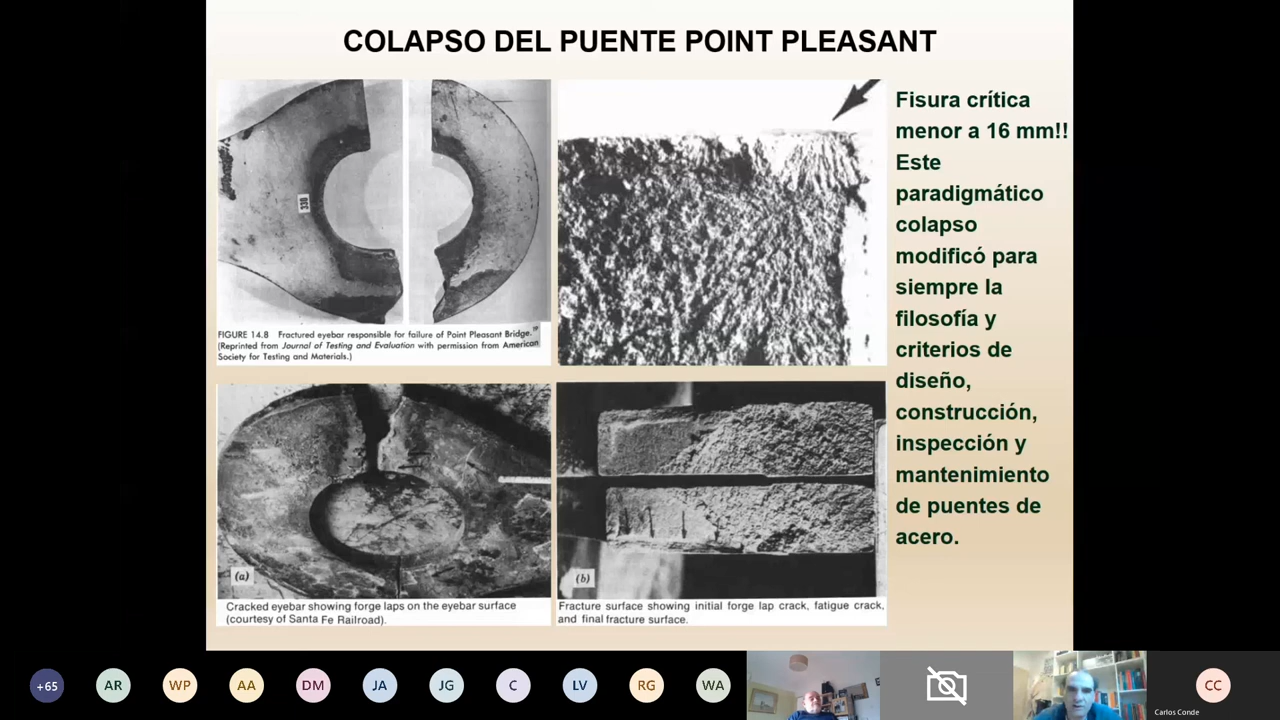 COLAPSO DEL PUENTE POINT PLEASANT
330
FIGURE 14.8 Fractured eyebar responsible for failure of Point Pleasant Bridge.19
(Reprinted from Journal of Testing and Evaluation with permission from American
Society for Testing and Materials.)
(a)
Cracked eyebar showing forge laps on the eyebar surface
(courtesy of Santa Fe Railroad).
(b)
Fracture surface showing initial forge lap crack, fatigue crack,
and final fracture surface.
Fisura crítica
menor a 16 mm!!
Este
paradigmático
colapso
modificó para
siempre la
filosofía y
criterios de
diseño,
construcción,
inspección y
mantenimiento
de puentes de
acero.
+65
AR
WP
AA
DM
JA
JG
C
LV
RG
WA
CC
Carlos Conde